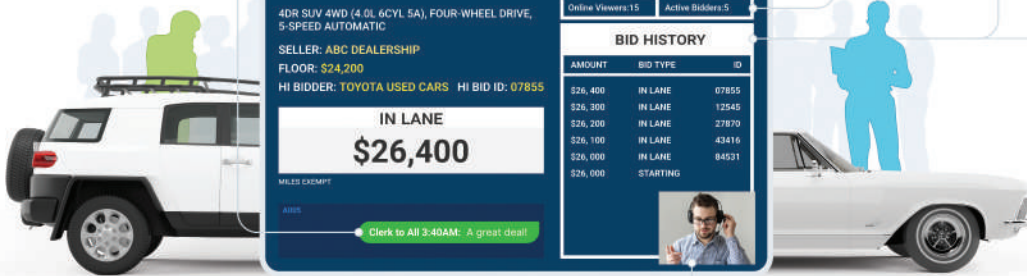 4DR SUV 4WD (4.0L 6CYL 5A), FOUR-WHEEL DRIVE,
5-SPEED AUTOMATIC
SELLER: ABC DEALERSHIP
FLOOR: $24,200
HI BIDDER: TOYOTA USED CARS HI BID ID: 07855
IN LANE
$26,400
MILES EXEMPT
A005
Clerk to All 3:40AM: A great deal!
Online Viewers:15 Active Bidders:5
BID HISTORY
AMOUNT BID TYPE ID
$26,400 IN LANE 07855
$26,300 IN LANE 12545
$26,200 IN LANE 27870
$26,100 IN LANE 43416
$26,000 IN LANE 84531
$26,000 STARTING